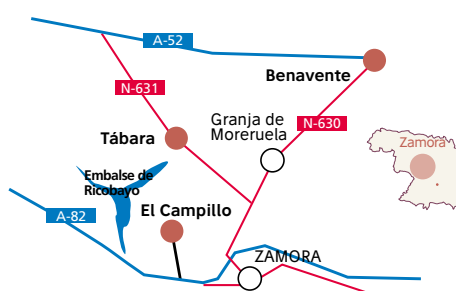 A-52
Benavente
N-631
Granja de
Moreruela
N-630
Tábara
Zamora
Embalse de
Ricobayo
El Campillo
A-82
ZAMORA